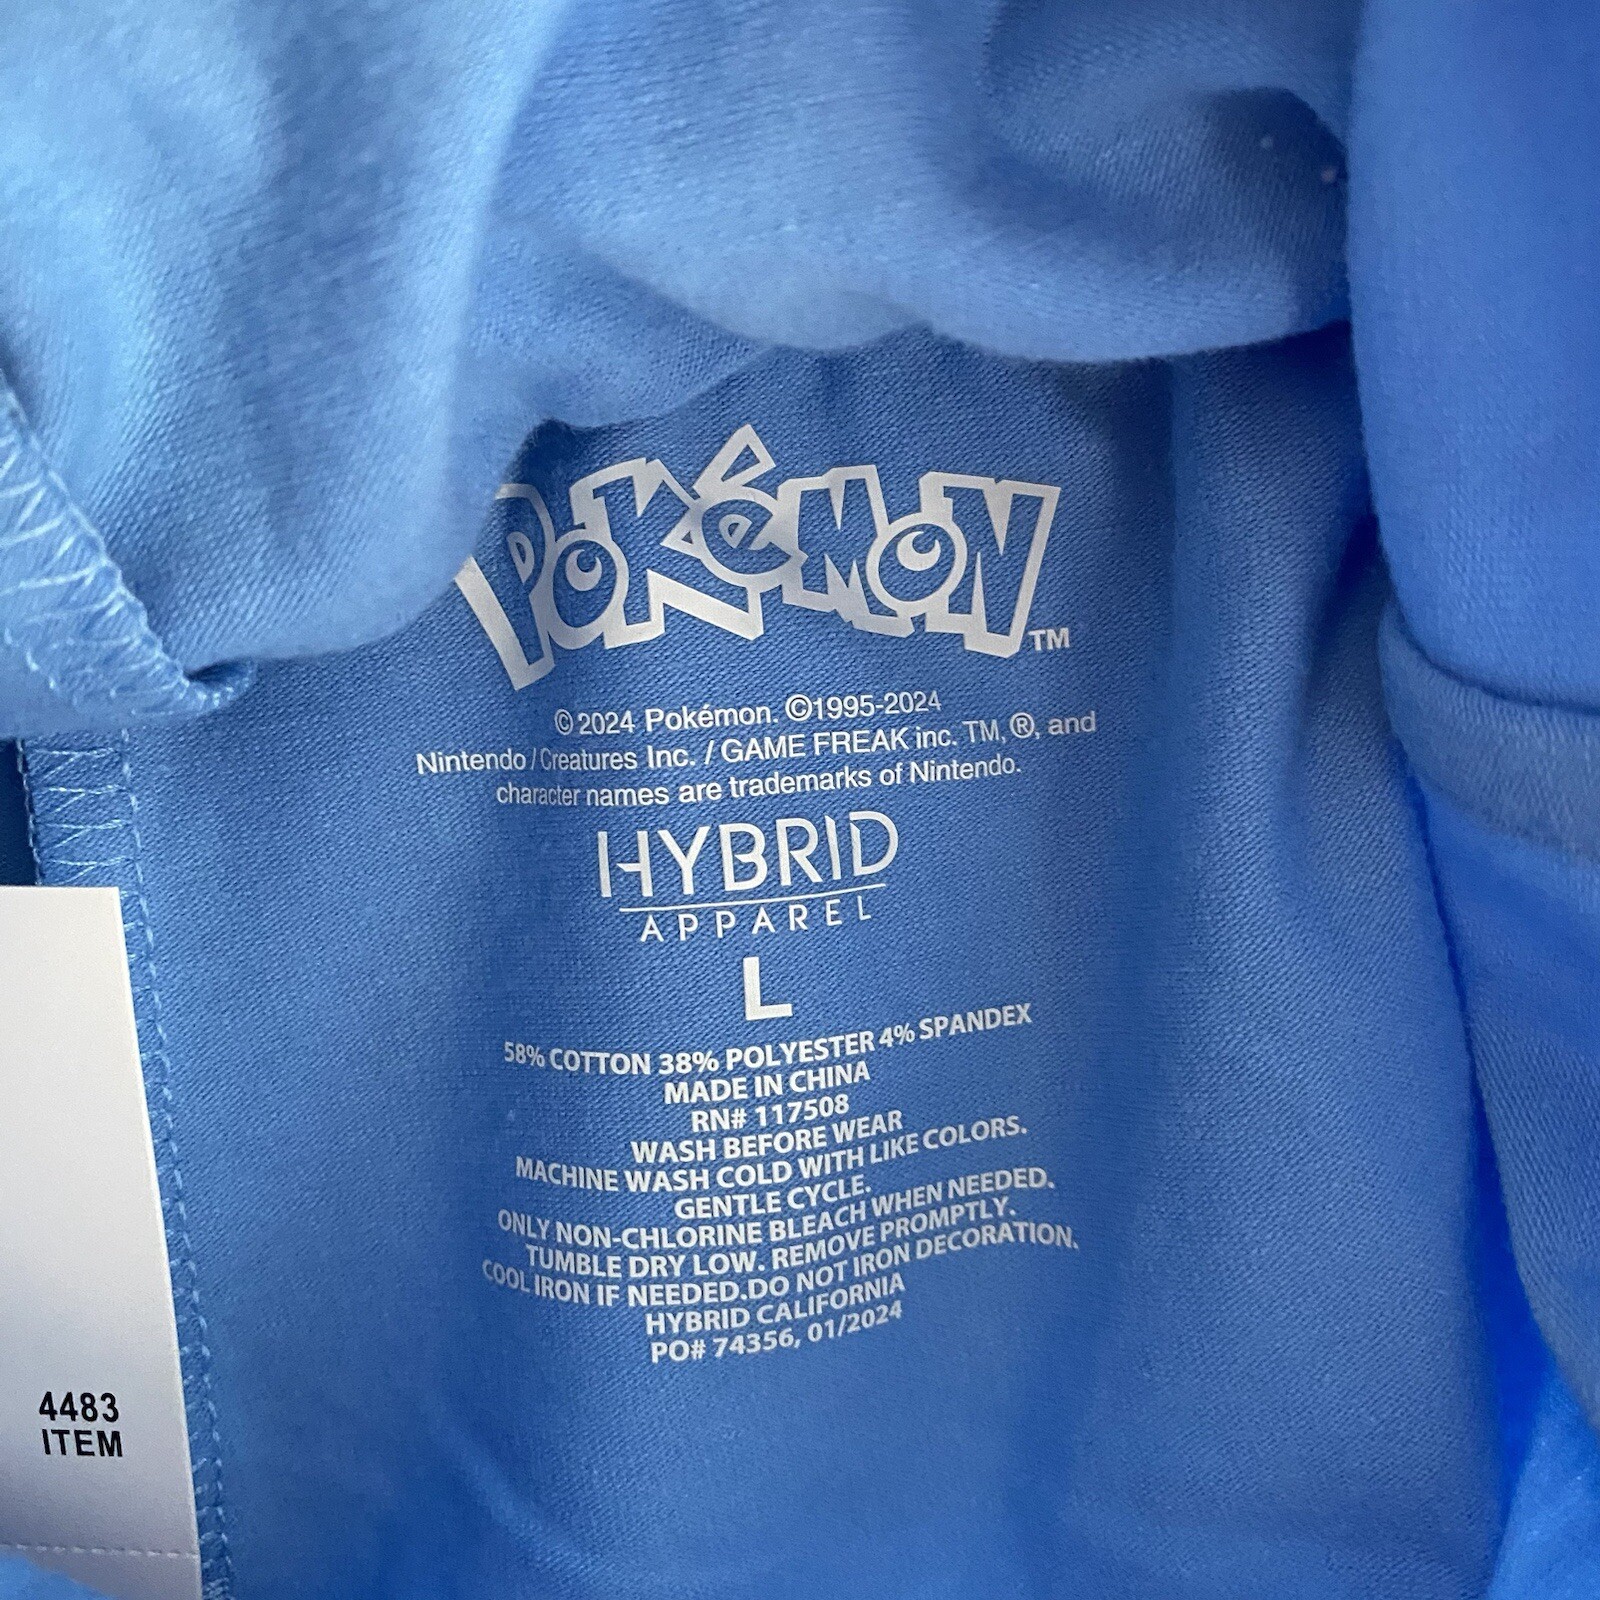 POKéMON TM
© 2024 Pokémon. ©1995-2024
Nintendo / Creatures Inc. / GAME FREAK inc. TM, ®, and
character names are trademarks of Nintendo.
HYBRID
APPAREL
L
58% COTTON 38% POLYESTER 4% SPANDEX
MADE IN CHINA
RN# 117508
WASH BEFORE WEAR
MACHINE WASH COLD WITH LIKE COLORS.
GENTLE CYCLE.
ONLY NON-CHLORINE BLEACH WHEN NEEDED.
TUMBLE DRY LOW. REMOVE PROMPTLY.
COOL IRON IF NEEDED.DO NOT IRON DECORATION.
HYBRID CALIFORNIA
PO# 74356, 01/2024
4483
ITEM